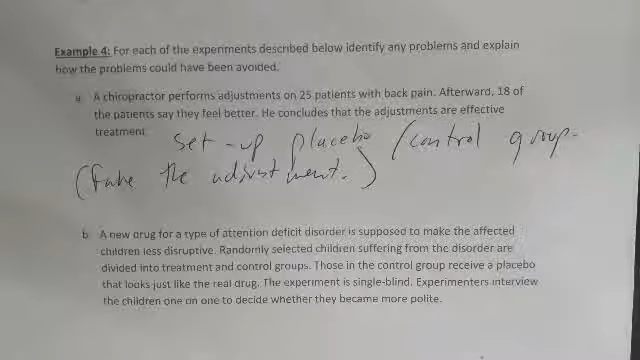 Example 4: For each of the experiments described below identify any problems and explain
how the problems could have been avoided.
a A chiropractor performs adjustments on 25 patients with back pain. Afterward, 18 of
the patients say they feel better. He concludes that the adjustments are effective
treatment.
set-up placebo / control group.
(fake the adjustment.)
b A new drug for a type of attention deficit disorder is supposed to make the affected
children less disruptive. Randomly selected children suffering from the disorder are
divided into treatment and control groups. Those in the control group receive a placebo
that looks just like the real drug. The experiment is single-blind. Experimenters interview
the children one on one to decide whether they became more polite.